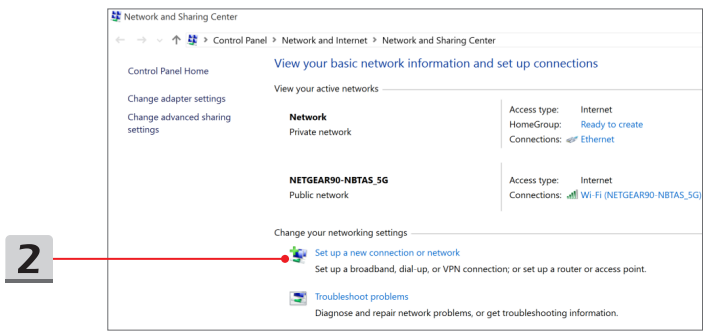 Network and Sharing Center
Control Panel > Network and Internet > Network and Sharing Center
Control Panel Home
Change adapter settings
Change advanced sharing
settings
View your basic network information and set up connections
View your active networks
Network
Private network
Access type: Internet
HomeGroup: Ready to create
Connections: Ethernet
NETGEAR90-NBTAS_5G
Public network
Access type: Internet
Connections: Wi-Fi (NETGEAR90-NBTAS_5G)
Change your networking settings
2
Set up a new connection or network
Set up a broadband, dial-up, or VPN connection; or set up a router or access point.
Troubleshoot problems
Diagnose and repair network problems, or get troubleshooting information.